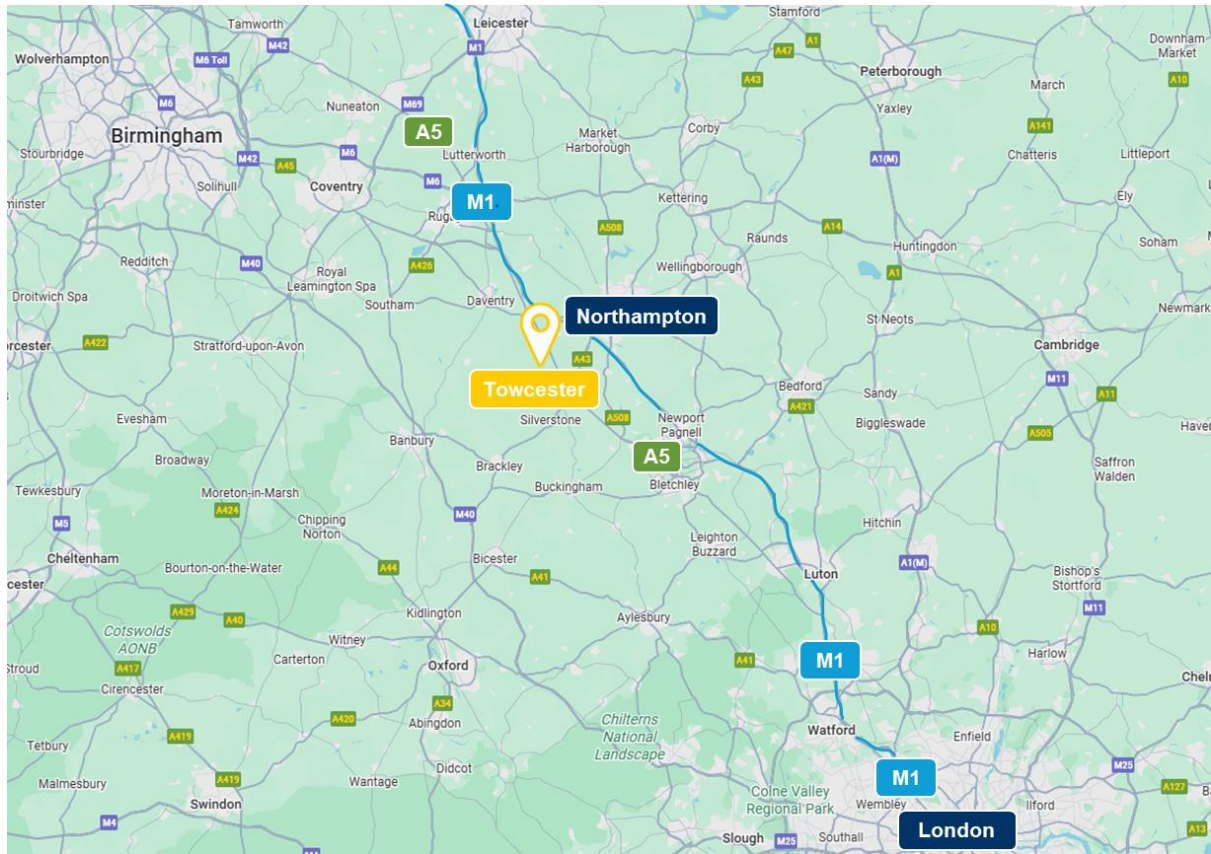 Stamford
Tamworth
Leicester
A1
Downham
Market
M42
M1
A47
Wolverhampton
M6 Toll
Peterborough
A10
A43
March
Nuneaton
M69
Yaxley
M6
A5
Corby
A141
Birmingham
Market
Harborough
A1(M)
Lutterworth
Chatteris
Littleport
Stourbridge
M42
A45
M6
M6
Solihull
Coventry
Kettering
Ely
M1
A508
A14
Raunds
Huntingdon
Soham
M40
A426
Wellingborough
A1
Redditch
Royal
Leamington Spa
Southam
Daventry
Droitwich Spa
Northampton
St Neots
A422
Stratford-upon-Avon
A43
Cambridge
Towcester
Bedford
M11
A11
Sandy
A421
Evesham
Silverstone
A508
Newport
Pagnell
Biggleswade
Banbury
A505
Broadway
Brackley
A5
Saffron
Walden
Tewkesbury
Moreton-in-Marsh
Buckingham
Bletchley
A424
M40
Chipping
Norton
Hitchin
M5
Leighton
Buzzard
Cheltenham
Bicester
A1(M)
Bourton-on-the-Water
A44
A41
Luton
Bishop's
Stortford
A429
Kidlington
M11
A40
Aylesbury
A10
Cotswolds
AONB
Witney
Carterton
Oxford
A41
M1
Harlow
A417
Cirencester
A34
A420
Abingdon
Chilterns
National
Landscape
Watford
Enfield
Tetbury
A419
Didcot
M25
Malmesbury
A419
Wantage
M1
A127
Swindon
Colne Valley
Regional Park
Wembley
Ilford
M4
London
Slough
M25
Southall
A13